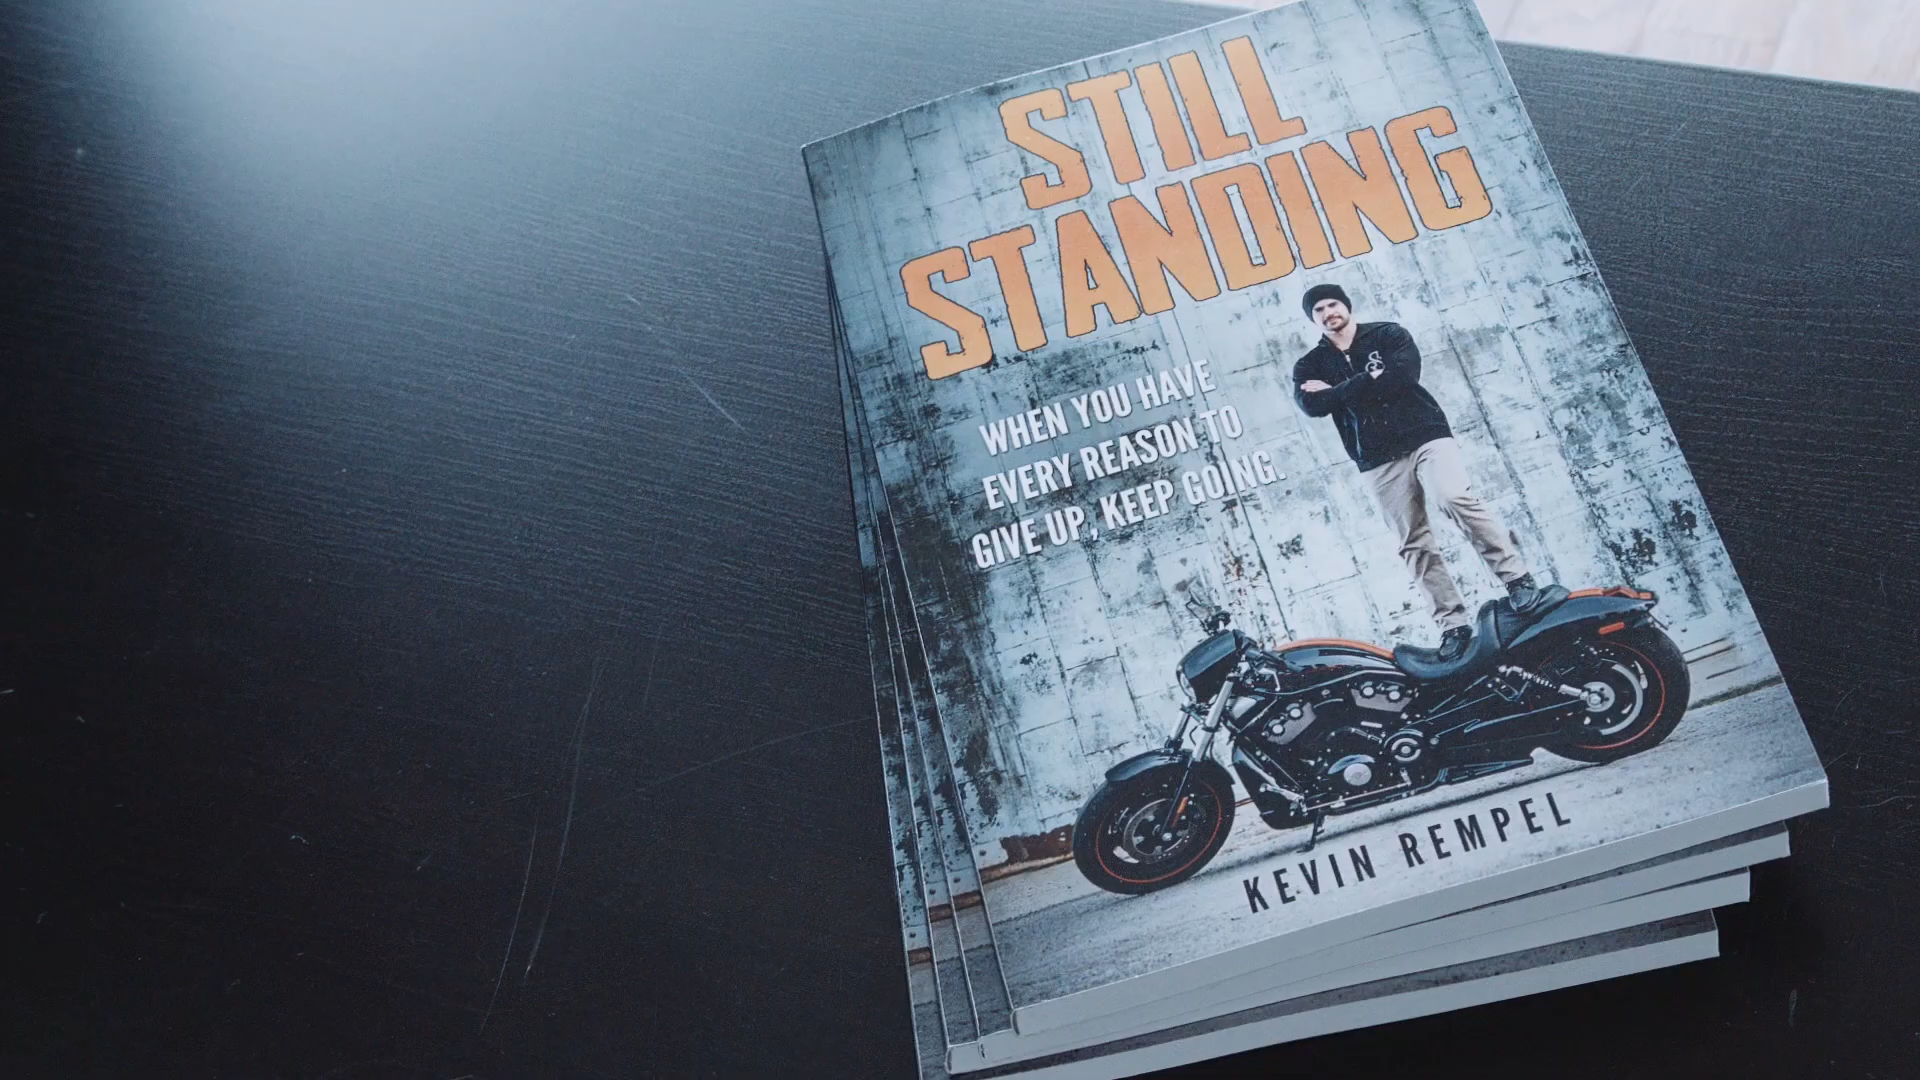 STILL
STANDING
WHEN YOU HAVE
EVERY REASON TO
GIVE UP, KEEP GOING.
KEVIN REMPEL